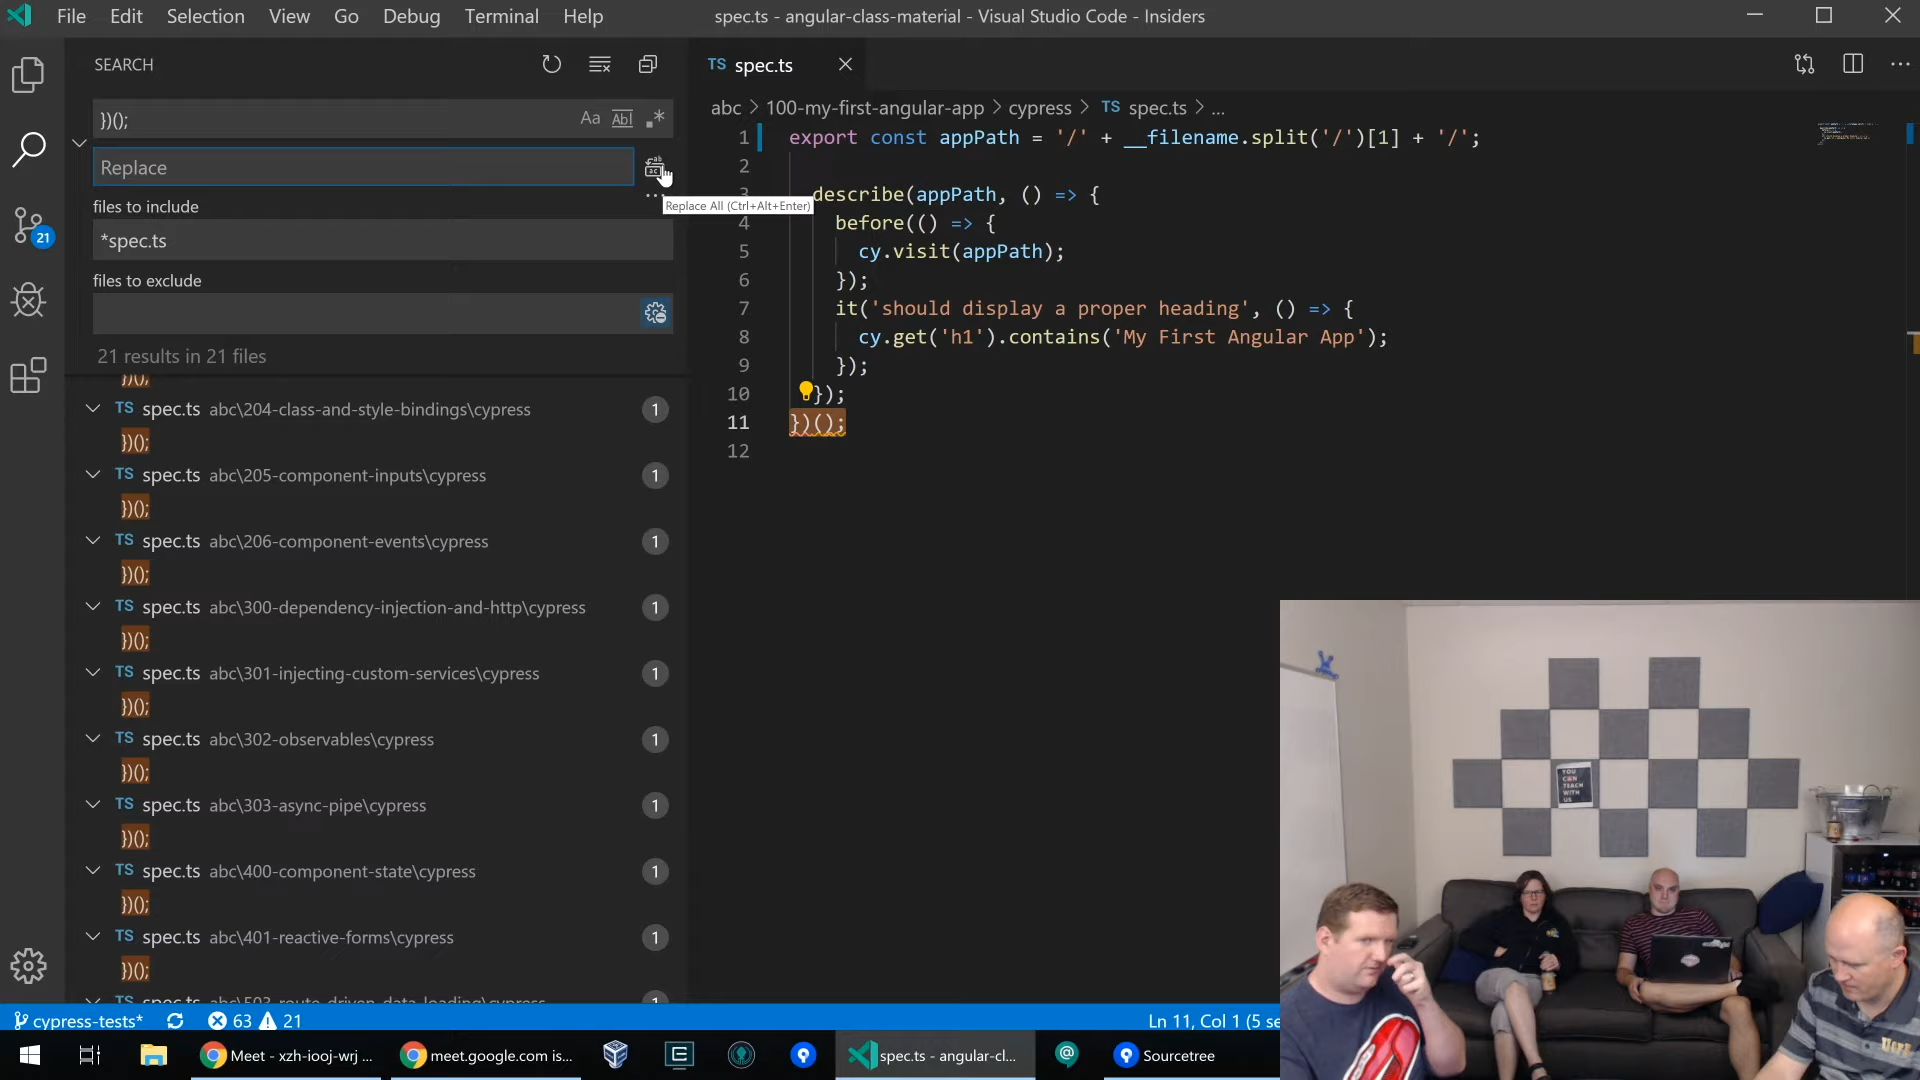 File Edit Selection View Go Debug Terminal Help
spec.ts - angular-class-material - Visual Studio Code - Insiders
SEARCH
})();
Aa Abl .*
Replace
Replace All (Ctrl+Alt+Enter)
files to include
*spec.ts
files to exclude
21 results in 21 files
})();
TS spec.ts abc\204-class-and-style-bindings\cypress 1
})();
TS spec.ts abc\205-component-inputs\cypress 1
})();
TS spec.ts abc\206-component-events\cypress 1
})();
TS spec.ts abc\300-dependency-injection-and-http\cypress 1
})();
TS spec.ts abc\301-injecting-custom-services\cypress 1
})();
TS spec.ts abc\302-observables\cypress 1
})();
TS spec.ts abc\303-async-pipe\cypress 1
})();
TS spec.ts abc\400-component-state\cypress 1
})();
TS spec.ts abc\401-reactive-forms\cypress 1
})();
TS spec.ts abc\503-route-driven-data-loading\cypress 1
21
TS spec.ts
abc > 100-my-first-angular-app > cypress > TS spec.ts > ...
1 export const appPath = '/' + __filename.split('/')[1] + '/';
2
3 describe(appPath, () => {
4 before(() => {
5 cy.visit(appPath);
6 });
7 it('should display a proper heading', () => {
8 cy.get('h1').contains('My First Angular App');
9 });
10 });
11 })();
12
YOU
CAN
TEACH
WITH
US
cypress-tests* 63 21
Ln 11, Col 1 (5 se
Meet - xzh-iooj-wrj ...
meet.google.com is...
spec.ts - angular-cl...
Sourcetree